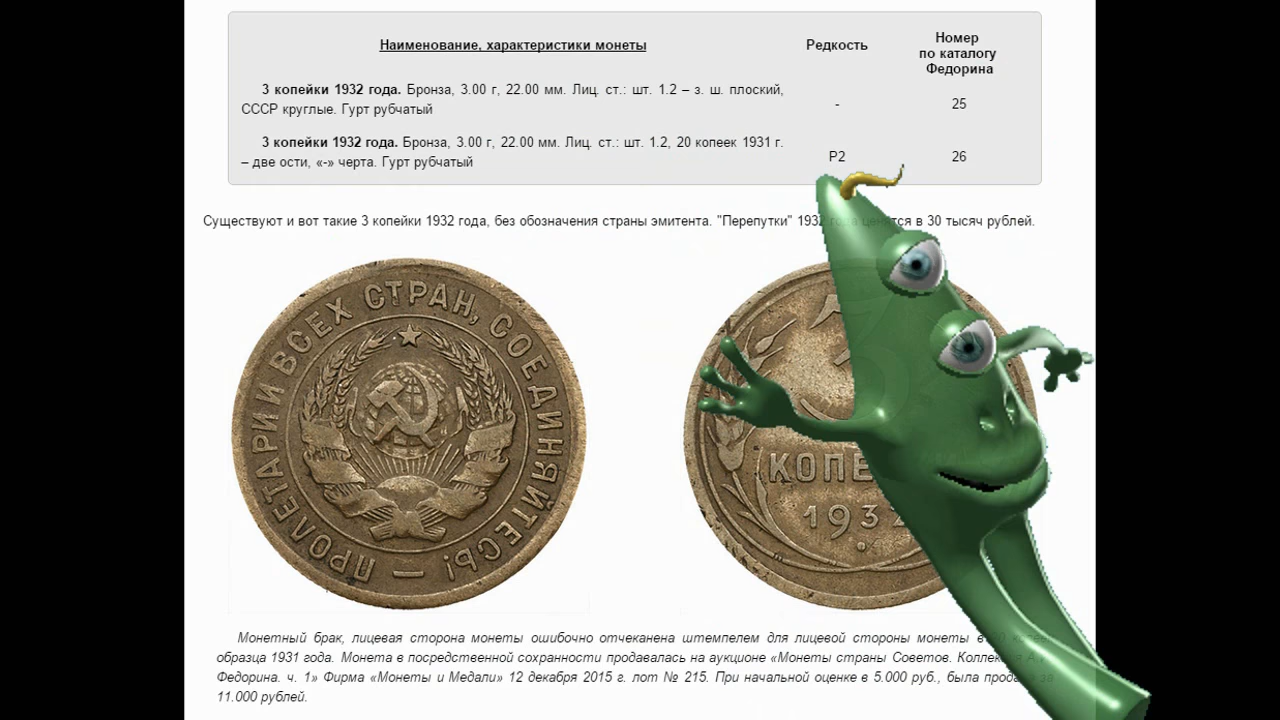 Наименование, характеристики монеты
Редкость
Номер
по каталогу
Федорина
3 копейки 1932 года. Бронза, 3.00 г, 22.00 мм. Лиц. ст.: шт. 1.2 – з. ш. плоский,
СССР круглые. Гурт рубчатый
-
25
3 копейки 1932 года. Бронза, 3.00 г, 22.00 мм. Лиц. ст.: шт. 1.2, 20 копеек 1931 г.
– две ости, «-» черта. Гурт рубчатый
Р2
26
Существуют и вот такие 3 копейки 1932 года, без обозначения страны эмитента. "Перепутки" 1932 года ценятся в 30 тысяч рублей.
ПРОЛЕТАРИИ ВСЕХ СТРАН, СОЕДИНЯЙТЕСЬ! —
КОПЕ
1932
Монетный брак, лицевая сторона монеты ошибочно отчеканена штемпелем для лицевой стороны монеты в
образца 1931 года. Монета в посредственной сохранности продавалась на аукционе «Монеты страны Советов. Коллекция
Федорина. ч. 1» Фирма «Монеты и Медали» 12 декабря 2015 г. лот № 215. При начальной оценке в 5.000 руб., была продана за
11.000 рублей.